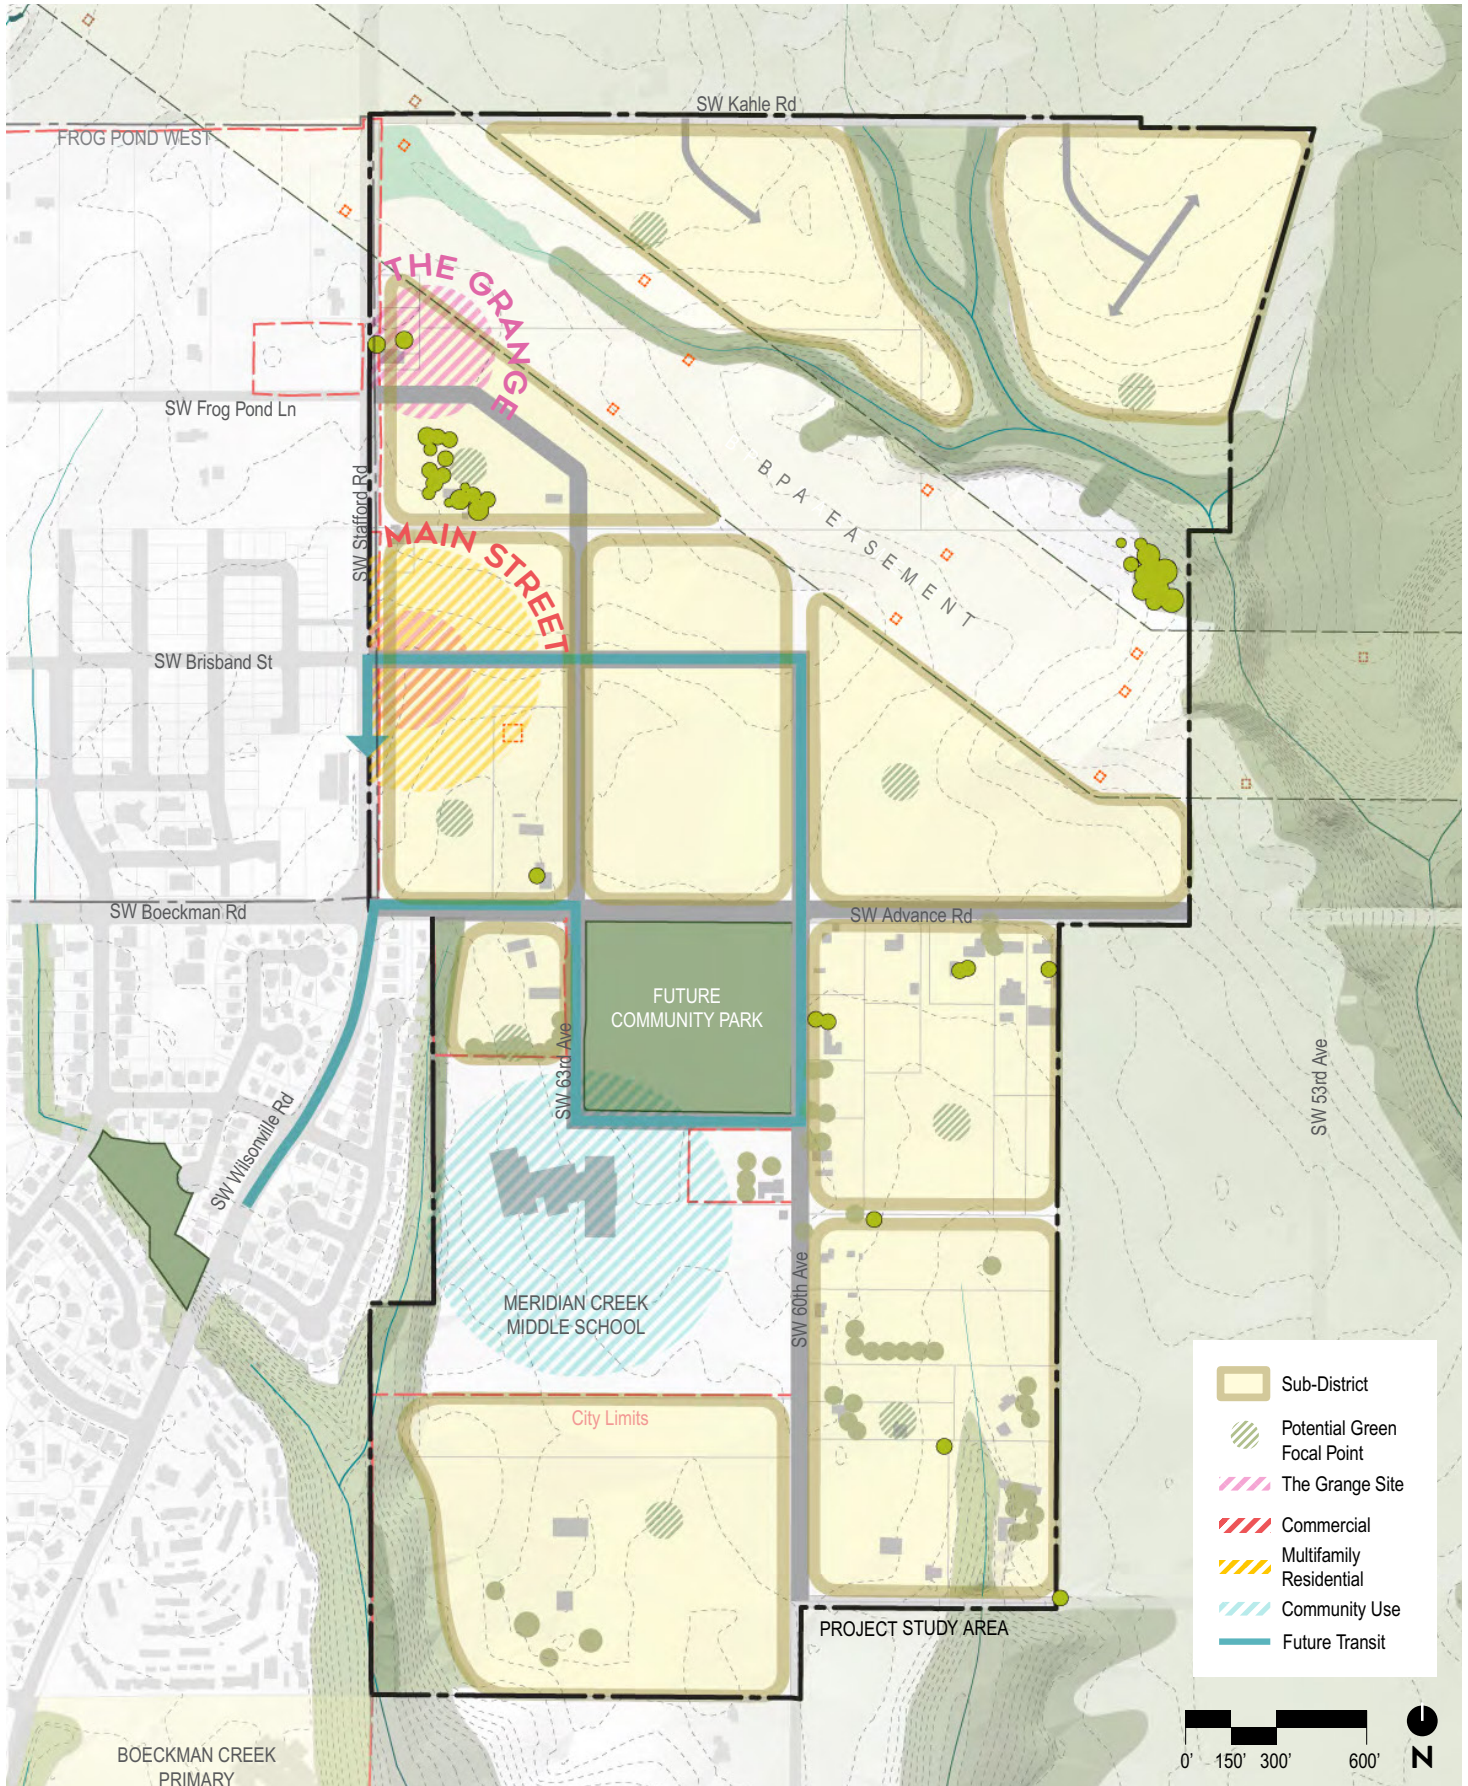 SW Kahle Rd
FROG POND WEST
THE GRANGE
SW Frog Pond Ln
SW Stafford Rd
BPA EASEMENT
MAIN STREET
SW Brisband St
SW Boeckman Rd
SW Advance Rd
FUTURE
COMMUNITY PARK
SW 63rd Ave
SW 53rd Ave
SW Wilsonville Rd
SW 60th Ave
MERIDIAN CREEK
MIDDLE SCHOOL
City Limits
Sub-District
Potential Green
Focal Point
The Grange Site
Commercial
Multifamily
Residential
Community Use
Future Transit
PROJECT STUDY AREA
BOECKMAN CREEK
PRIMARY
0' 150' 300' 600'
N